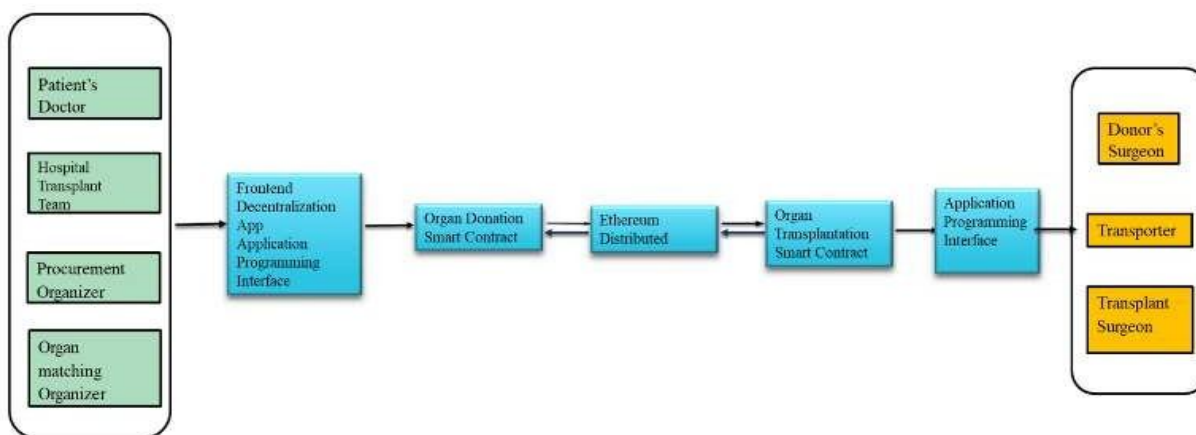 Patient's
Doctor
Hospital
Transplant
Team
Procurement
Organizer
Organ
matching
Organizer
Frontend
Decentralization
App
Application
Programming
Interface
Organ Donation
Smart Contract
Ethereum
Distributed
Organ
Transplantation
Smart Contract
Application
Programming
Interface
Donor's
Surgeon
Transporter
Transplant
Surgeon